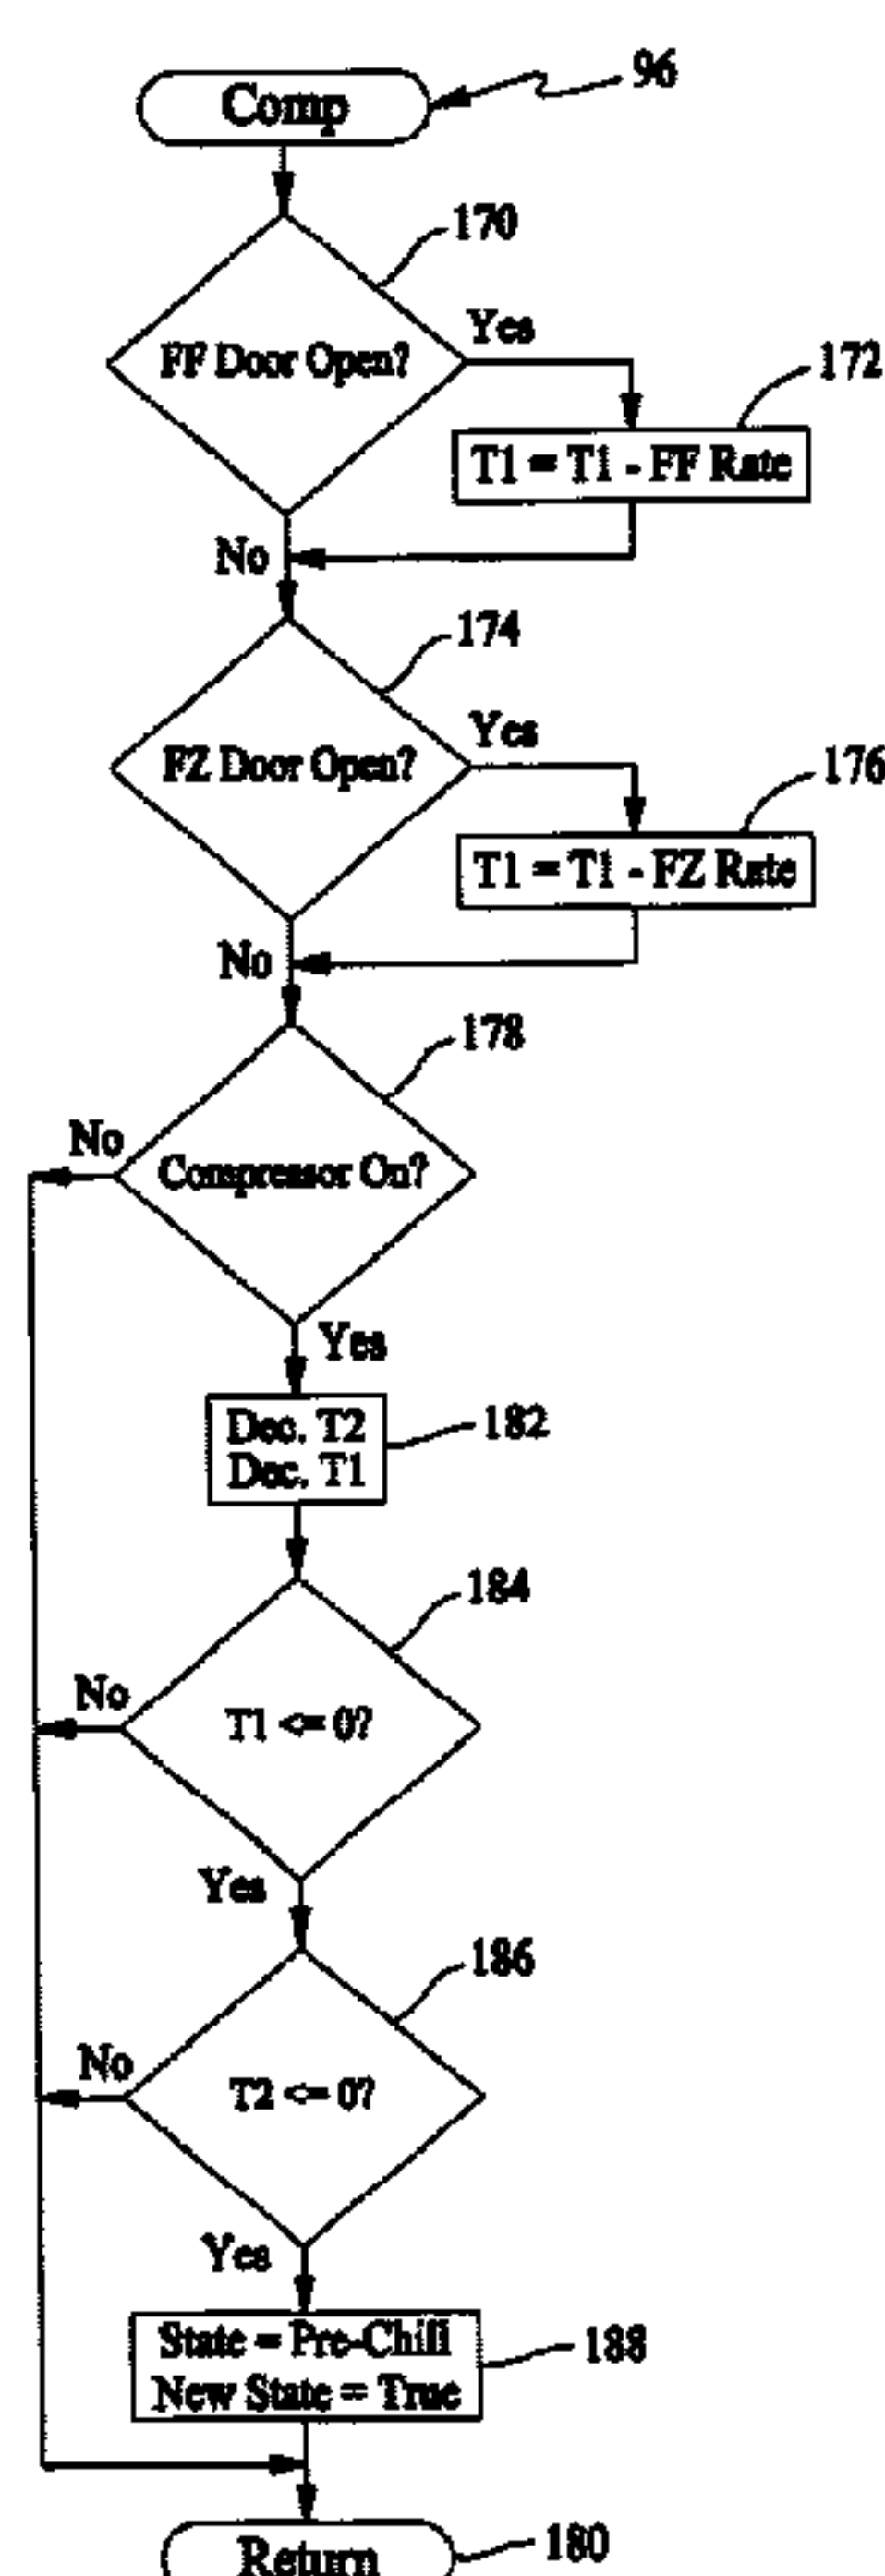 Comp
96
170
FF Door Open?
Yes
172
T1 = T1 - FF Rate
No
174
FZ Door Open?
Yes
176
T1 = T1 - FZ Rate
No
178
No
Compressor On?
Yes
Dec. T2
Dec. T1
182
184
No
T1 <= 0?
Yes
186
No
T2 <= 0?
Yes
State = Pre-Chill
New State = True
188
Return
180